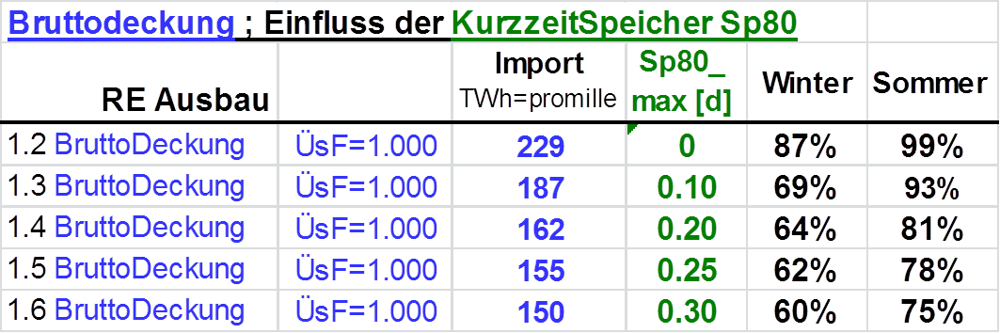 Bruttodeckung ; Einfluss der KurzzeitSpeicher Sp80
RE Ausbau Import TWh=promille Sp80_ max [d] Winter Sommer
1.2 BruttoDeckung ÜsF=1.000 229 0 87% 99%
1.3 BruttoDeckung ÜsF=1.000 187 0.10 69% 93%
1.4 BruttoDeckung ÜsF=1.000 162 0.20 64% 81%
1.5 BruttoDeckung ÜsF=1.000 155 0.25 62% 78%
1.6 BruttoDeckung ÜsF=1.000 150 0.30 60% 75%